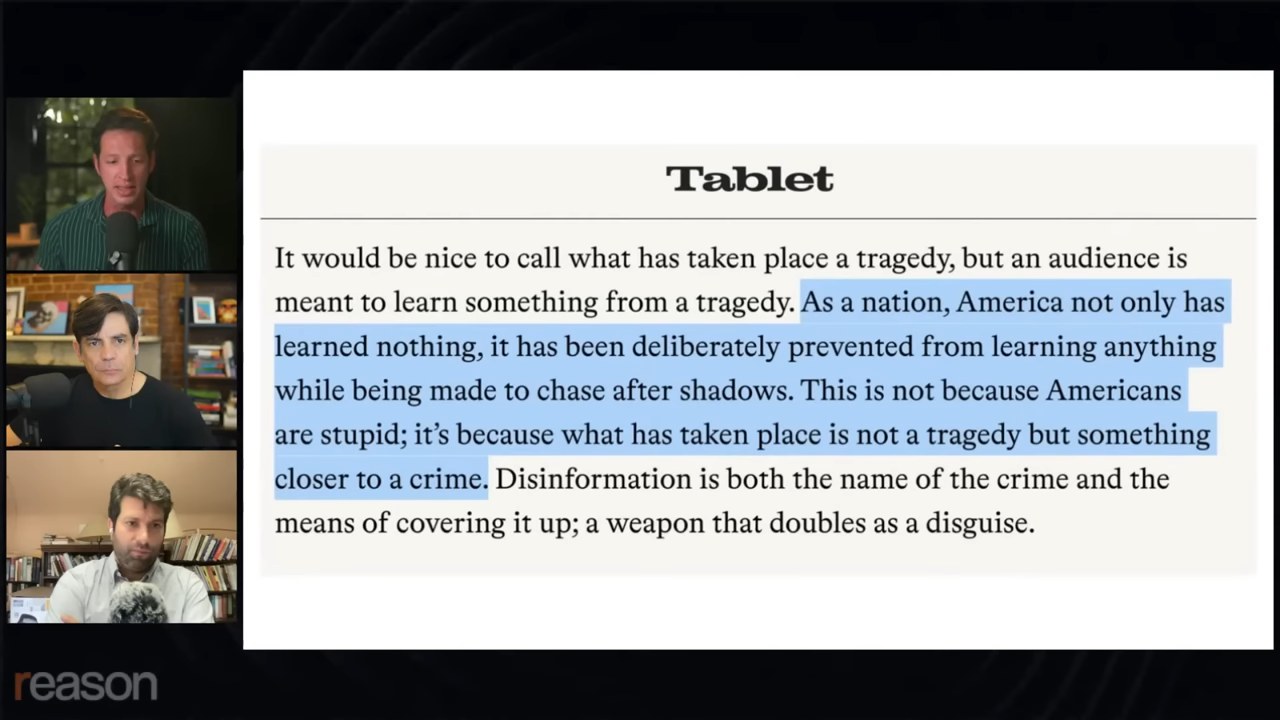 Tablet
It would be nice to call what has taken place a tragedy, but an audience is
meant to learn something from a tragedy. As a nation, America not only has
learned nothing, it has been deliberately prevented from learning anything
while being made to chase after shadows. This is not because Americans
are stupid; it’s because what has taken place is not a tragedy but something
closer to a crime. Disinformation is both the name of the crime and the
means of covering it up; a weapon that doubles as a disguise.
reason